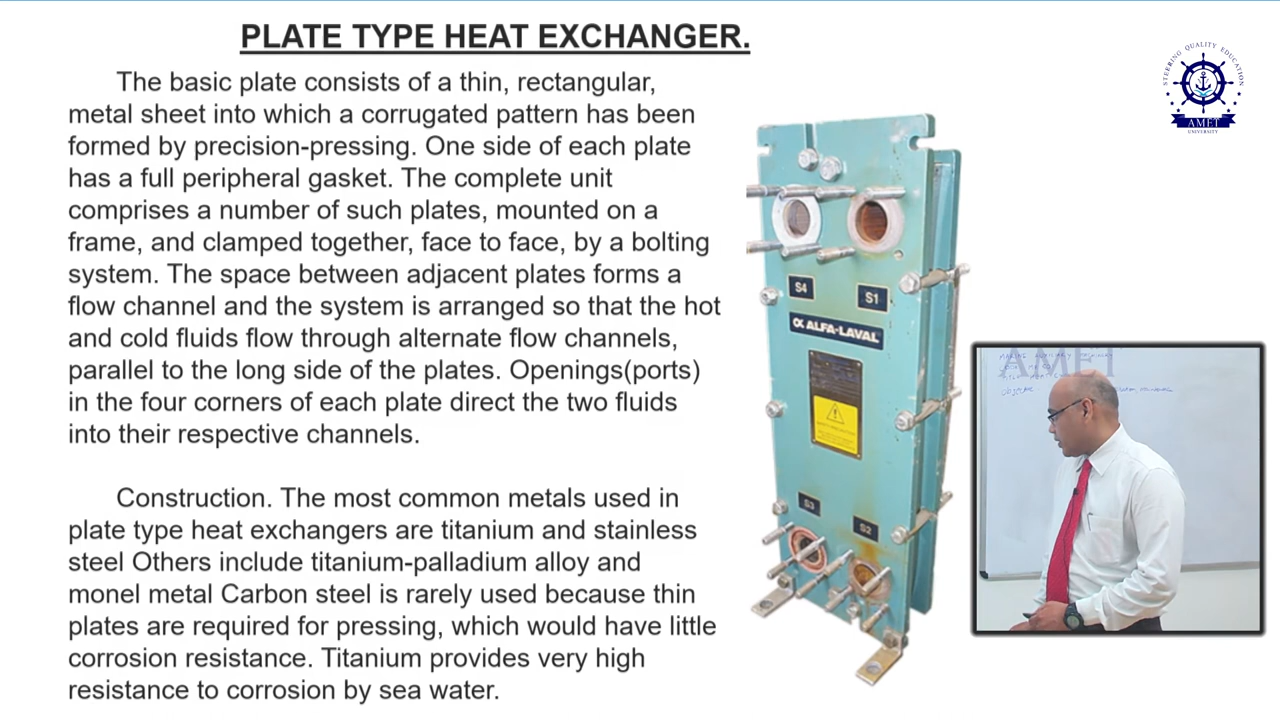 PLATE TYPE HEAT EXCHANGER.
The basic plate consists of a thin, rectangular,
metal sheet into which a corrugated pattern has been
formed by precision-pressing. One side of each plate
has a full peripheral gasket. The complete unit
comprises a number of such plates, mounted on a
frame, and clamped together, face to face, by a bolting
system. The space between adjacent plates forms a
flow channel and the system is arranged so that the hot
and cold fluids flow through alternate flow channels,
parallel to the long side of the plates. Openings(ports)
in the four corners of each plate direct the two fluids
into their respective channels.
Construction. The most common metals used in
plate type heat exchangers are titanium and stainless
steel Others include titanium-palladium alloy and
monel metal Carbon steel is rarely used because thin
plates are required for pressing, which would have little
corrosion resistance. Titanium provides very high
resistance to corrosion by sea water.
STEERING QUALITY EDUCATION
AMET
UNIVERSITY
S4
S1
ALFA-LAVAL
S3
S2
AMET